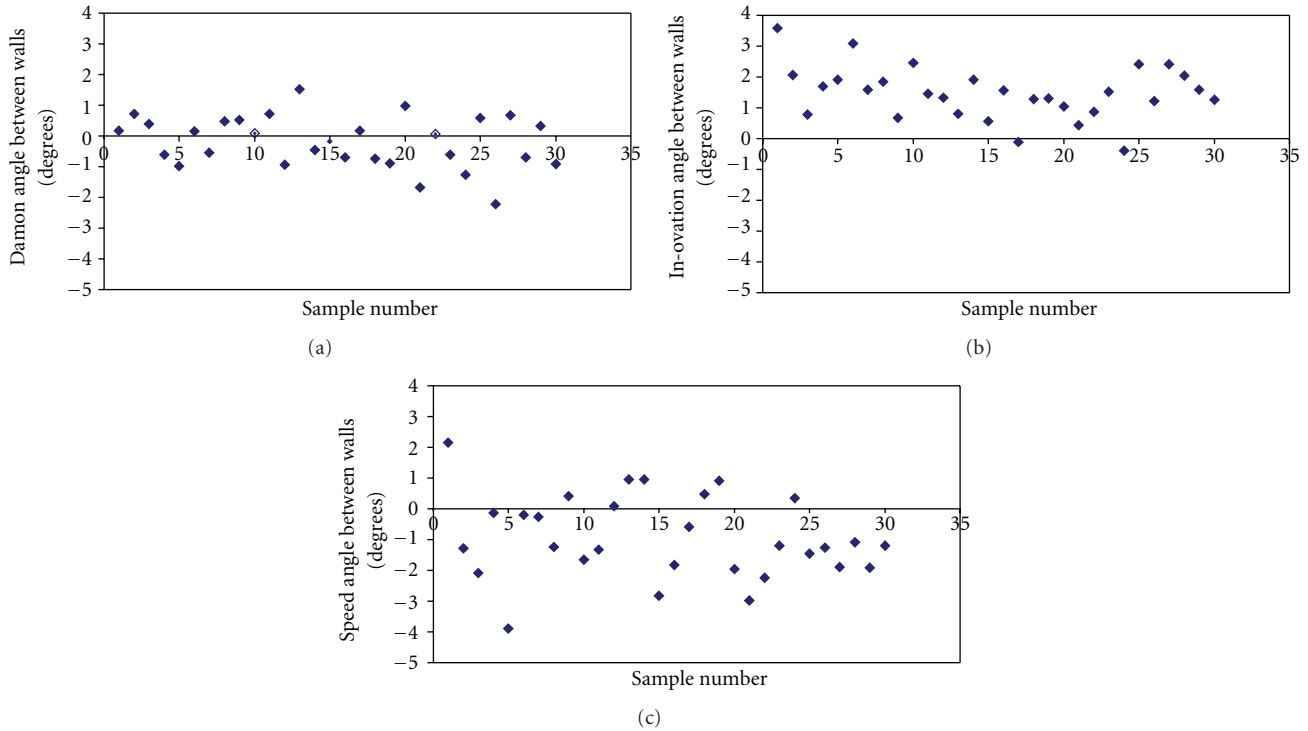 4
3
2
1
0
−1
−2
−3
−4
−5
0 5 10 15 20 25 30 35
Damon angle between walls
(degrees)
Sample number
(a)
4
3
2
1
0
−1
−2
−3
−4
−5
0 5 10 15 20 25 30 35
In-ovation angle between walls
(degrees)
Sample number
(b)
4
3
2
1
0
−1
−2
−3
−4
−5
0 5 10 15 20 25 30 35
Speed angle between walls
(degrees)
Sample number
(c)